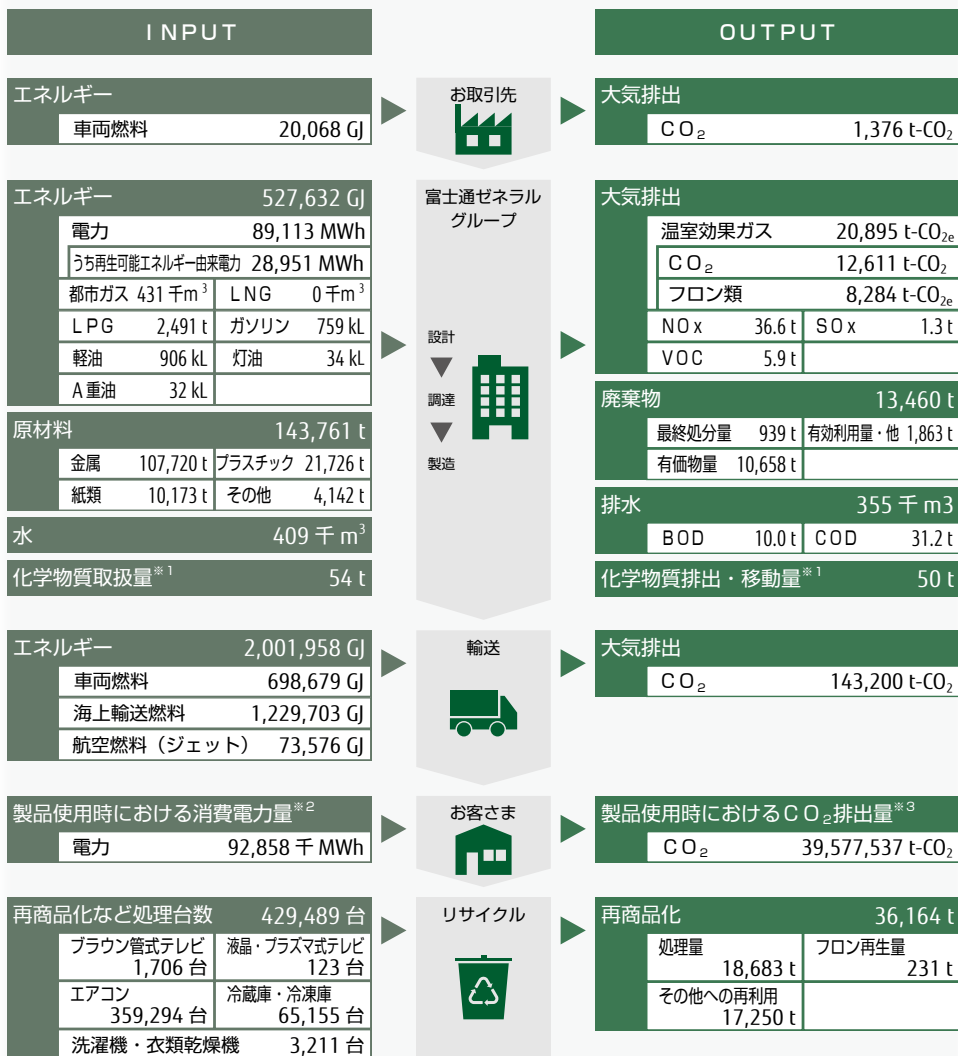 INPUT
OUTPUT
エネルギー
車両燃料 20,068 GJ
お取引先
大気排出
CO₂ 1,376 t-CO₂
エネルギー 527,632 GJ
電力 89,113 MWh
うち再生可能エネルギー由来電力 28,951 MWh
都市ガス 431 千m³ LNG 0 千m³
LPG 2,491 t ガソリン 759 kL
軽油 906 kL 灯油 34 kL
A重油 32 kL
原材料 143,761 t
金属 107,720 t プラスチック 21,726 t
紙類 10,173 t その他 4,142 t
水 409 千 m³
化学物質取扱量※1 54 t
富士通ゼネラル
グループ
設計
調達
製造
大気排出
温室効果ガス 20,895 t-CO₂e
CO₂ 12,611 t-CO₂
フロン類 8,284 t-CO₂e
NOx 36.6 t SOx 1.3 t
VOC 5.9 t
廃棄物 13,460 t
最終処分量 939 t 有効利用量・他 1,863 t
有価物量 10,658 t
排水 355 千 m3
BOD 10.0 t COD 31.2 t
化学物質排出・移動量※1 50 t
エネルギー 2,001,958 GJ
車両燃料 698,679 GJ
海上輸送燃料 1,229,703 GJ
航空燃料（ジェット） 73,576 GJ
輸送
大気排出
CO₂ 143,200 t-CO₂
製品使用時における消費電力量※2
電力 92,858 千 MWh
お客さま
製品使用時におけるCO₂排出量※3
CO₂ 39,577,537 t-CO₂
再商品化など処理台数 429,489 台
ブラウン管式テレビ 液晶・プラズマ式テレビ
1,706 台 123 台
エアコン 冷蔵庫・冷凍庫
359,294 台 65,155 台
洗濯機・衣類乾燥機 3,211 台
リサイクル
再商品化 36,164 t
処理量 フロン再生量
18,683 t 231 t
その他への再利用
17,250 t